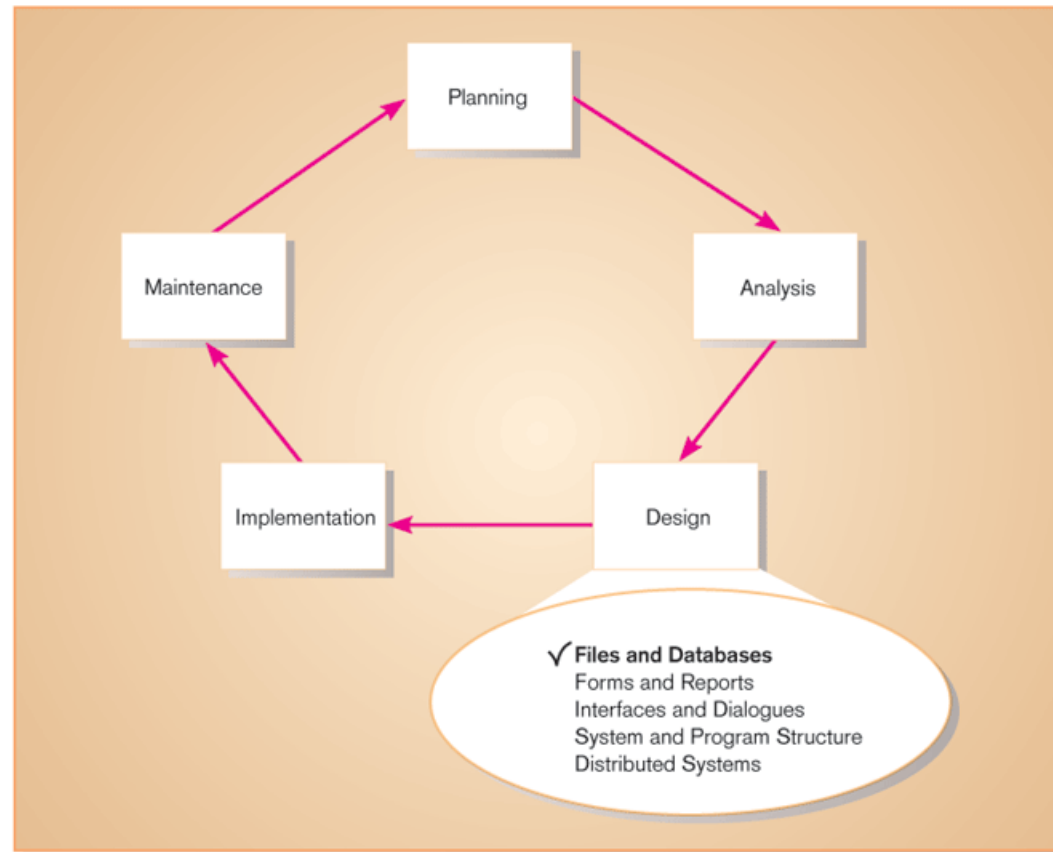 Planning
Maintenance
Analysis
Implementation
Design
✓ Files and Databases
Forms and Reports
Interfaces and Dialogues
System and Program Structure
Distributed Systems